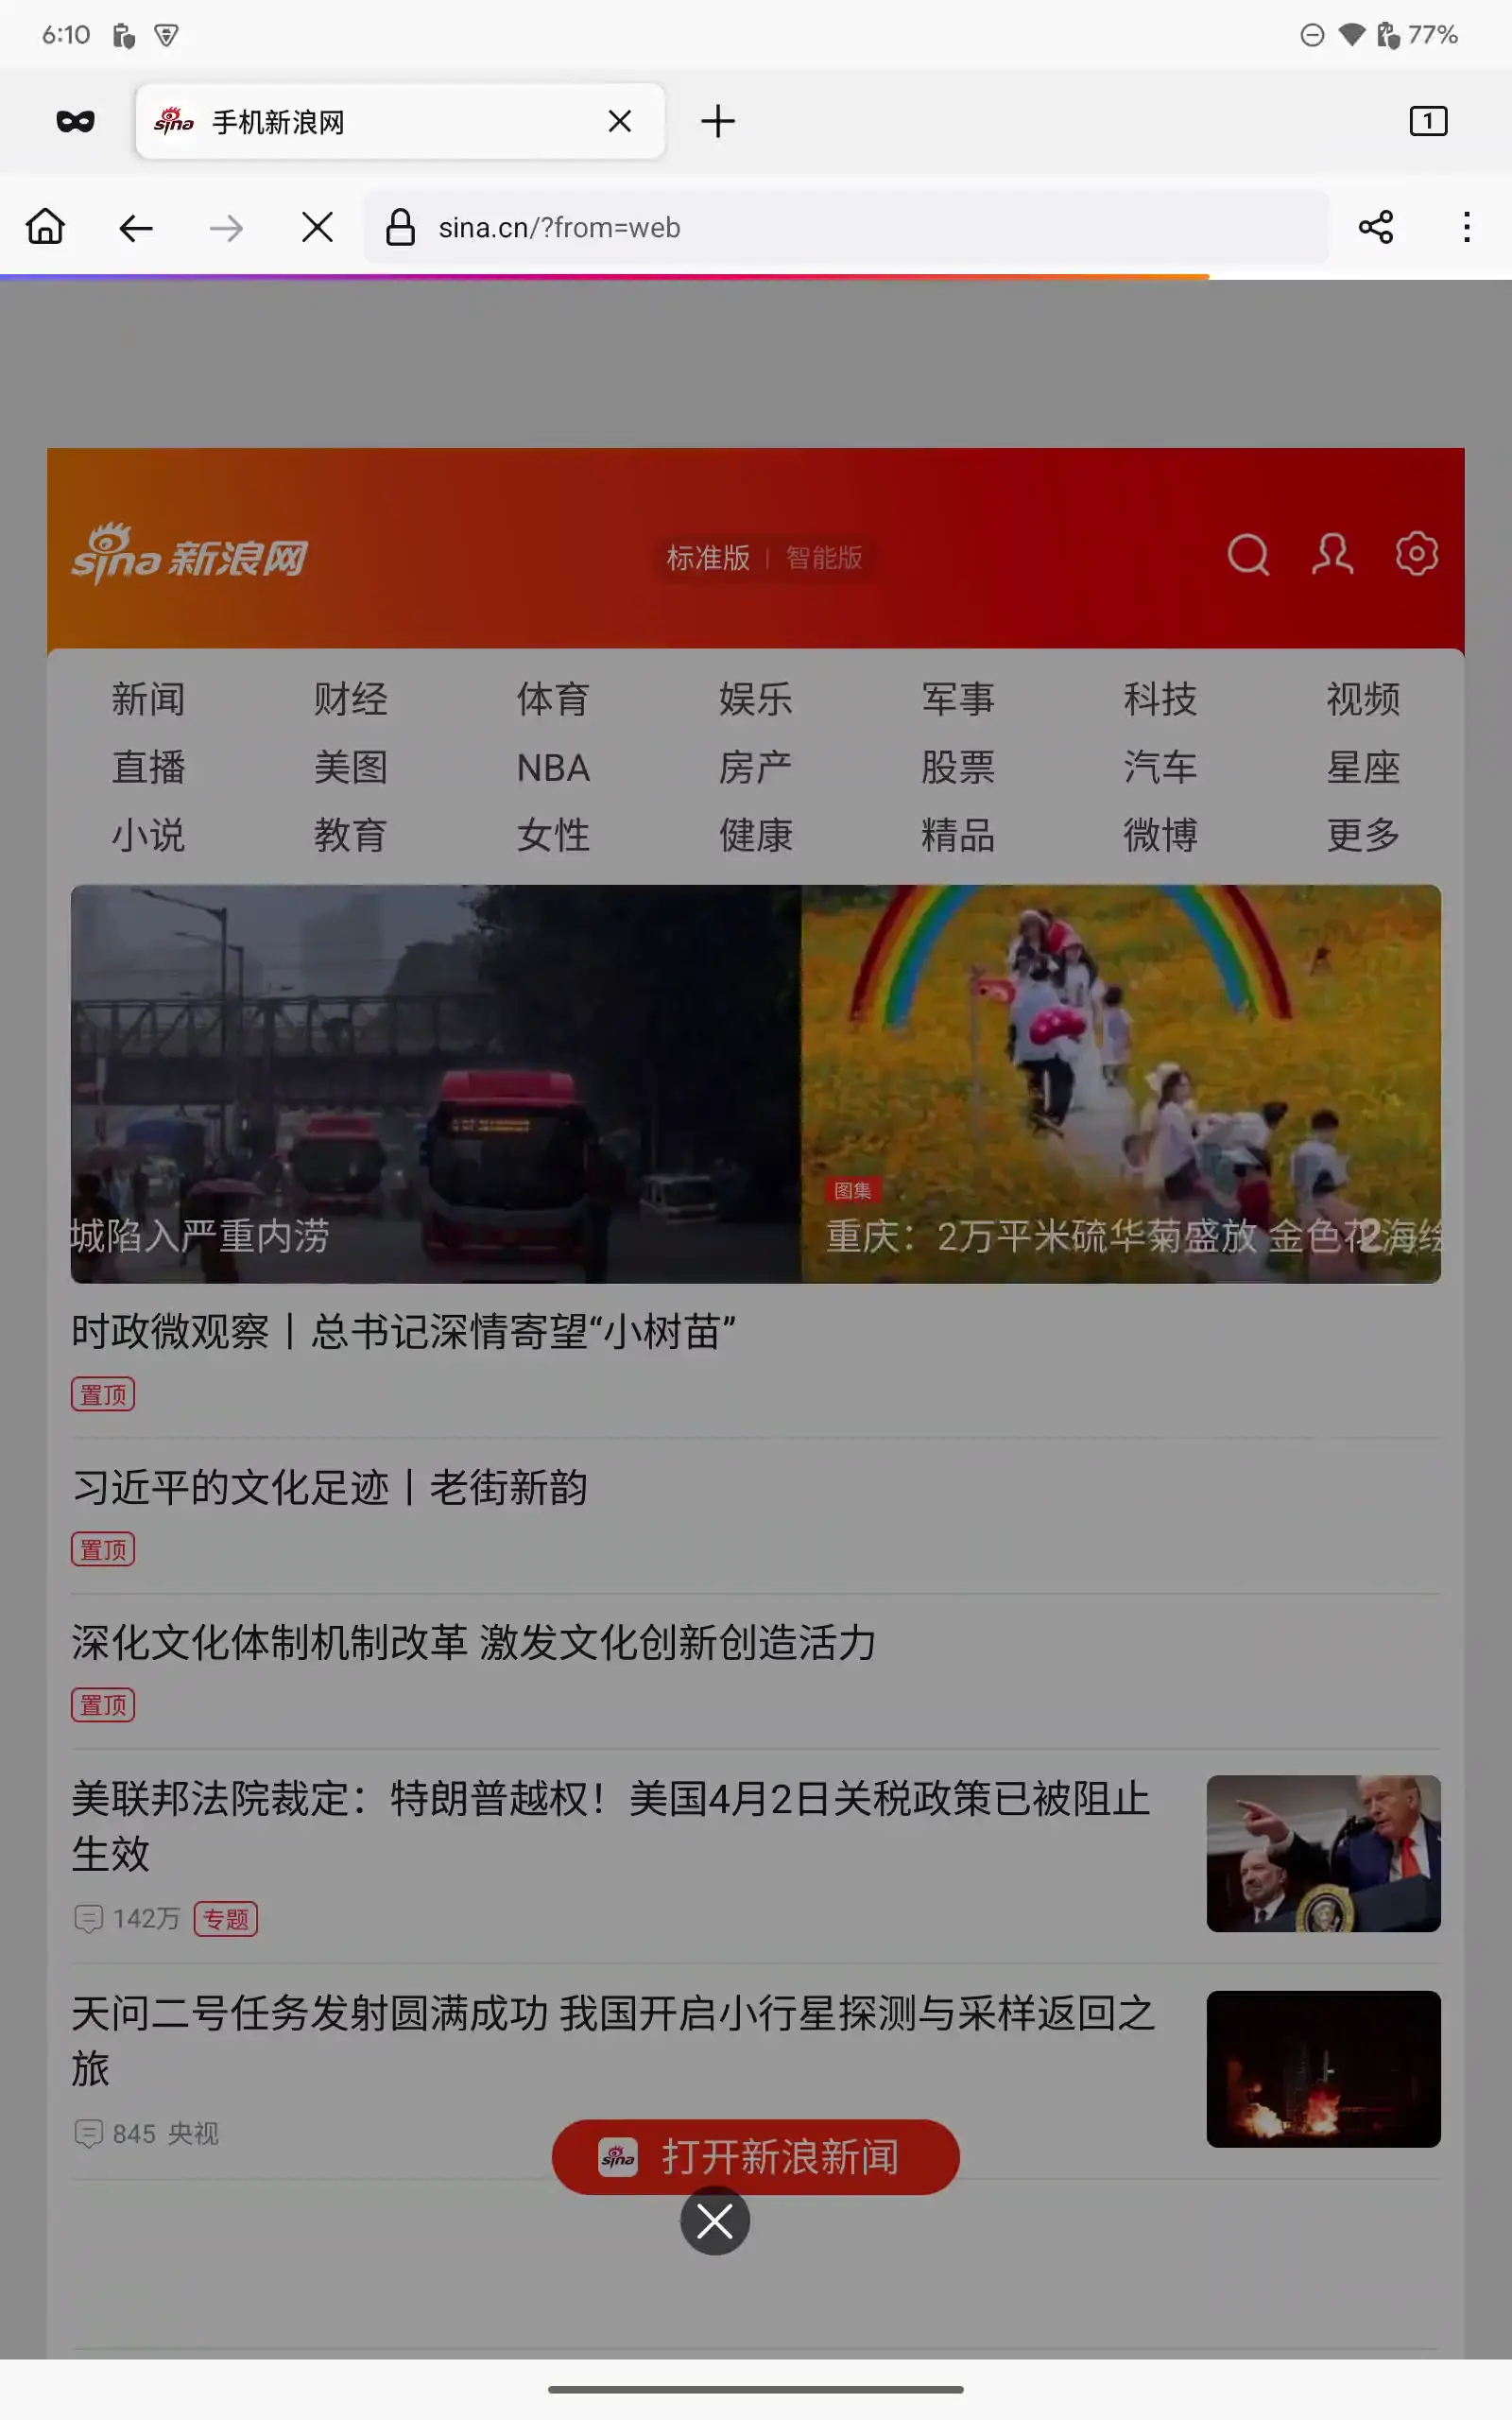 6:10
77%
sina 手机新浪网
1
sina.cn/?from=web
sina 新浪网
标准版 | 智能版
新闻 财经 体育 娱乐 军事 科技 视频
直播 美图 NBA 房产 股票 汽车 星座
小说 教育 女性 健康 精品 微博 更多
图集
城陷入严重内涝
重庆：2万平米硫华菊盛放 金色花海绘
2
时政微观察丨总书记深情寄望“小树苗”
置顶
习近平的文化足迹丨老街新韵
置顶
深化文化体制机制改革 激发文化创新创造活力
置顶
美联邦法院裁定：特朗普越权！美国4月2日关税政策已被阻止
生效
142万 专题
天问二号任务发射圆满成功 我国开启小行星探测与采样返回之
旅
845 央视
sina 打开新浪新闻